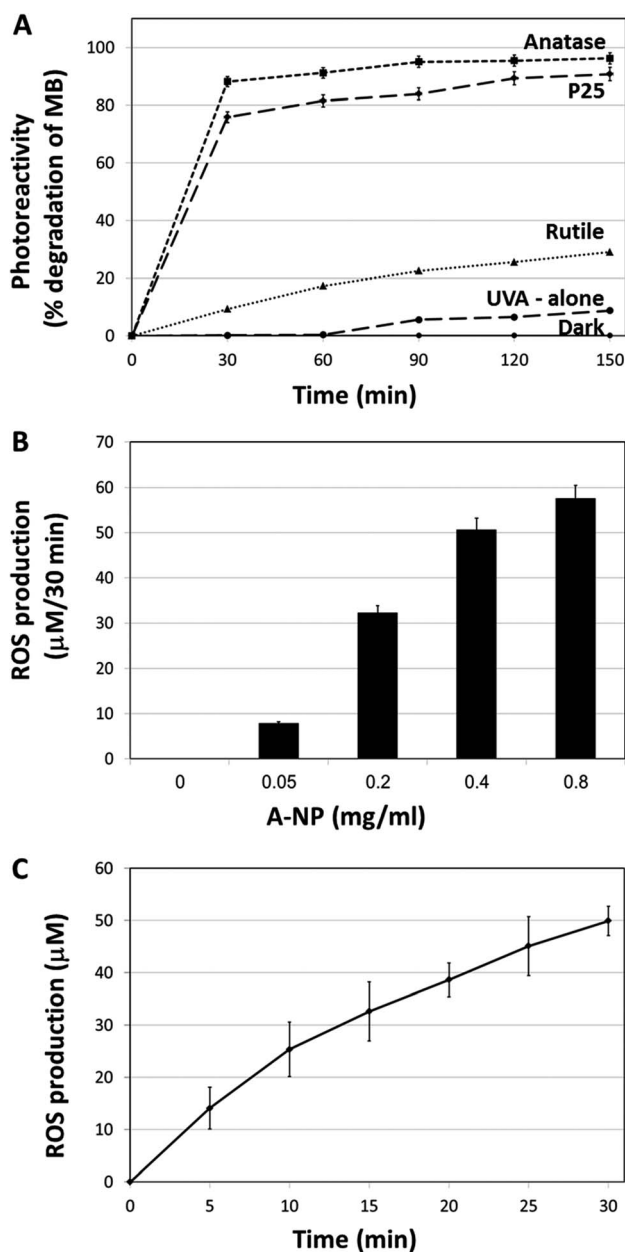 A
Photoreactivity
(% degradation of MB)
100
80
60
40
20
0
Anatase
P25
Rutile
UVA - alone
Dark
0 30 60 90 120 150
Time (min)
B
ROS production
(μM/30 min)
70
60
50
40
30
20
10
0
0 0.05 0.2 0.4 0.8
A-NP (mg/ml)
C
ROS production (μM)
60
50
40
30
20
10
0
0 5 10 15 20 25 30
Time (min)